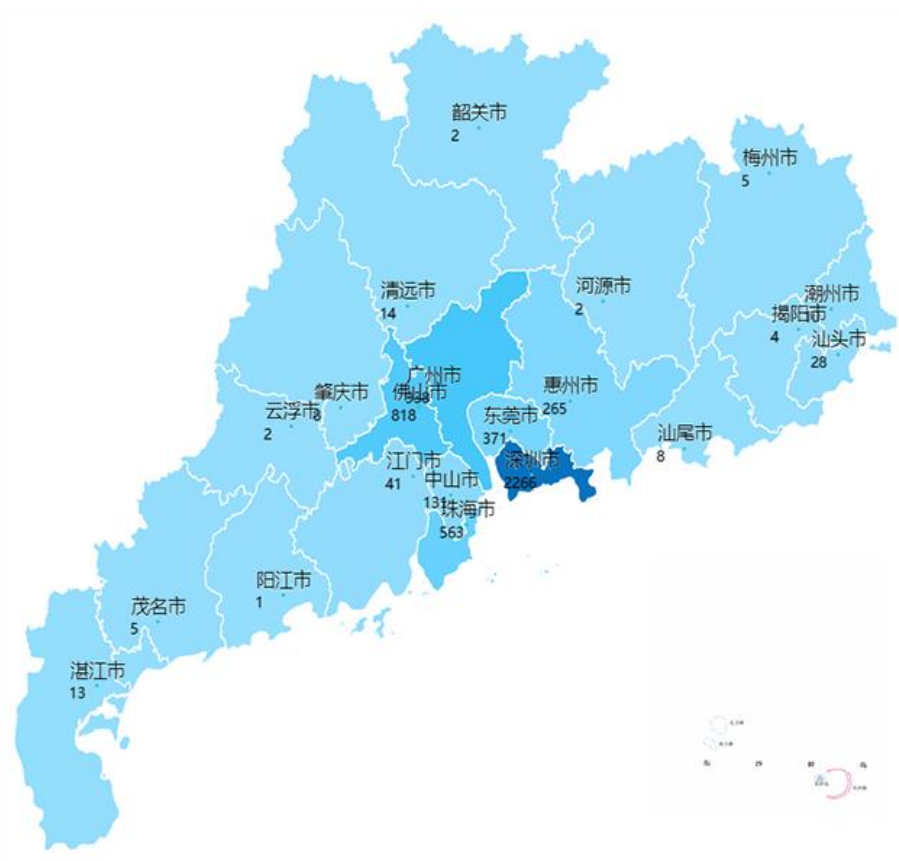 韶关市
2
梅州市
5
清远市
14
河源市
2
潮州市
揭阳市
4
汕头市
28
广州市
佛山市
818
肇庆市
云浮市
2
惠州市
265
东莞市
371
汕尾市
8
江门市
41
深圳市
2266
中山市
131
珠海市
563
阳江市
1
茂名市
5
湛江市
13